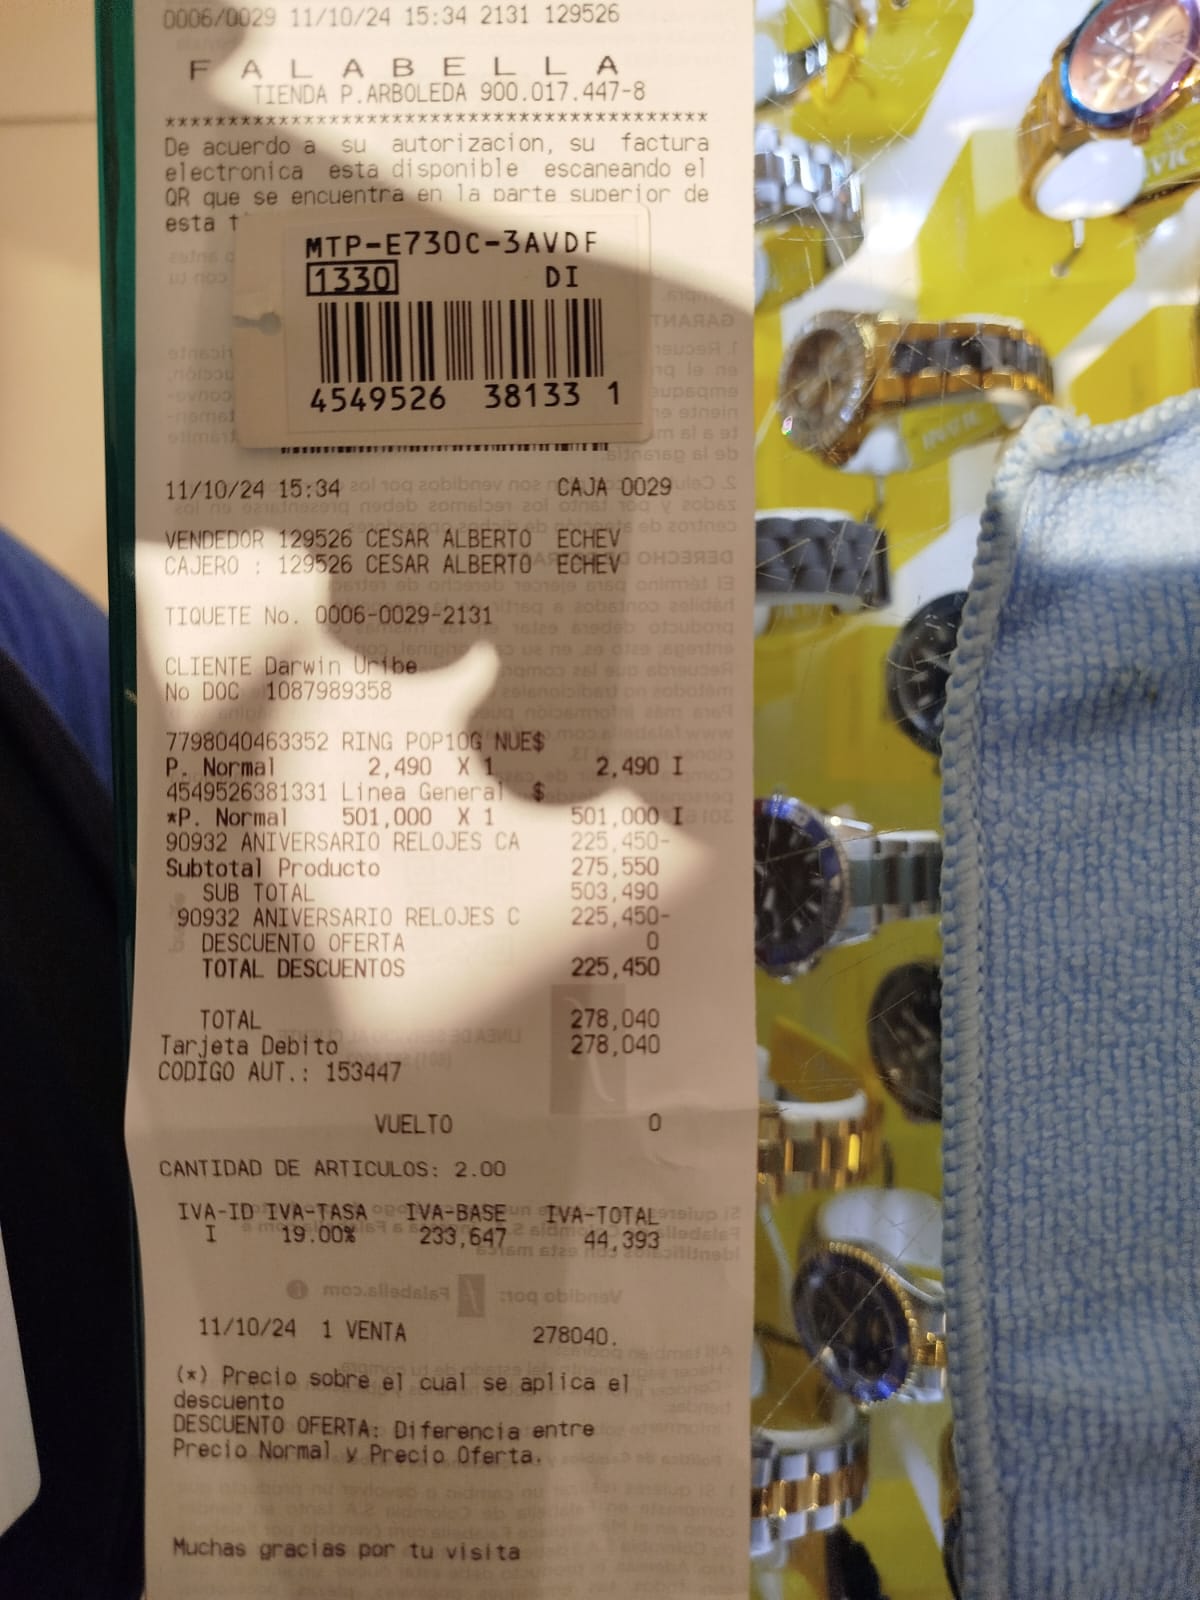 0006/0029 11/10/24 15:34 2131 129526
FALABELLA
TIENDA P.ARBOLEDA 900.017.447-8
******************************************
De acuerdo a su autorizacion, su factura
electronica esta disponible escaneando el
QR que se encuentra en la parte superior de
esta
MTP-E730C-3AVDF
1330 DI
4549526 38133 1
11/10/24 15:34 CAJA 0029
VENDEDOR 129526 CESAR ALBERTO ECHEV
CAJERO : 129526 CESAR ALBERTO ECHEV
TIQUETE No. 0006-0029-2131
CLIENTE Darwin Uribe
No DOC 1087989358
7798040463352 RING POP10G NUE$
P. Normal 2,490 X 1 2,490 I
4549526381331 Linea General $
*P. Normal 501,000 X 1 501,000 I
90932 ANIVERSARIO RELOJES CA 225,450-
Subtotal Producto 275,550
SUB TOTAL 503,490
90932 ANIVERSARIO RELOJES C 225,450-
DESCUENTO OFERTA 0
TOTAL DESCUENTOS 225,450
TOTAL 278,040
Tarjeta Debito 278,040
CODIGO AUT.: 153447
VUELTO 0
CANTIDAD DE ARTICULOS: 2.00
IVA-ID IVA-TASA IVA-BASE IVA-TOTAL
I 19.00% 233,647 44,393
11/10/24 1 VENTA 278040.
(*) Precio sobre el cual se aplica el
descuento
DESCUENTO OFERTA: Diferencia entre
Precio Normal y Precio Oferta.
Muchas gracias por tu visita